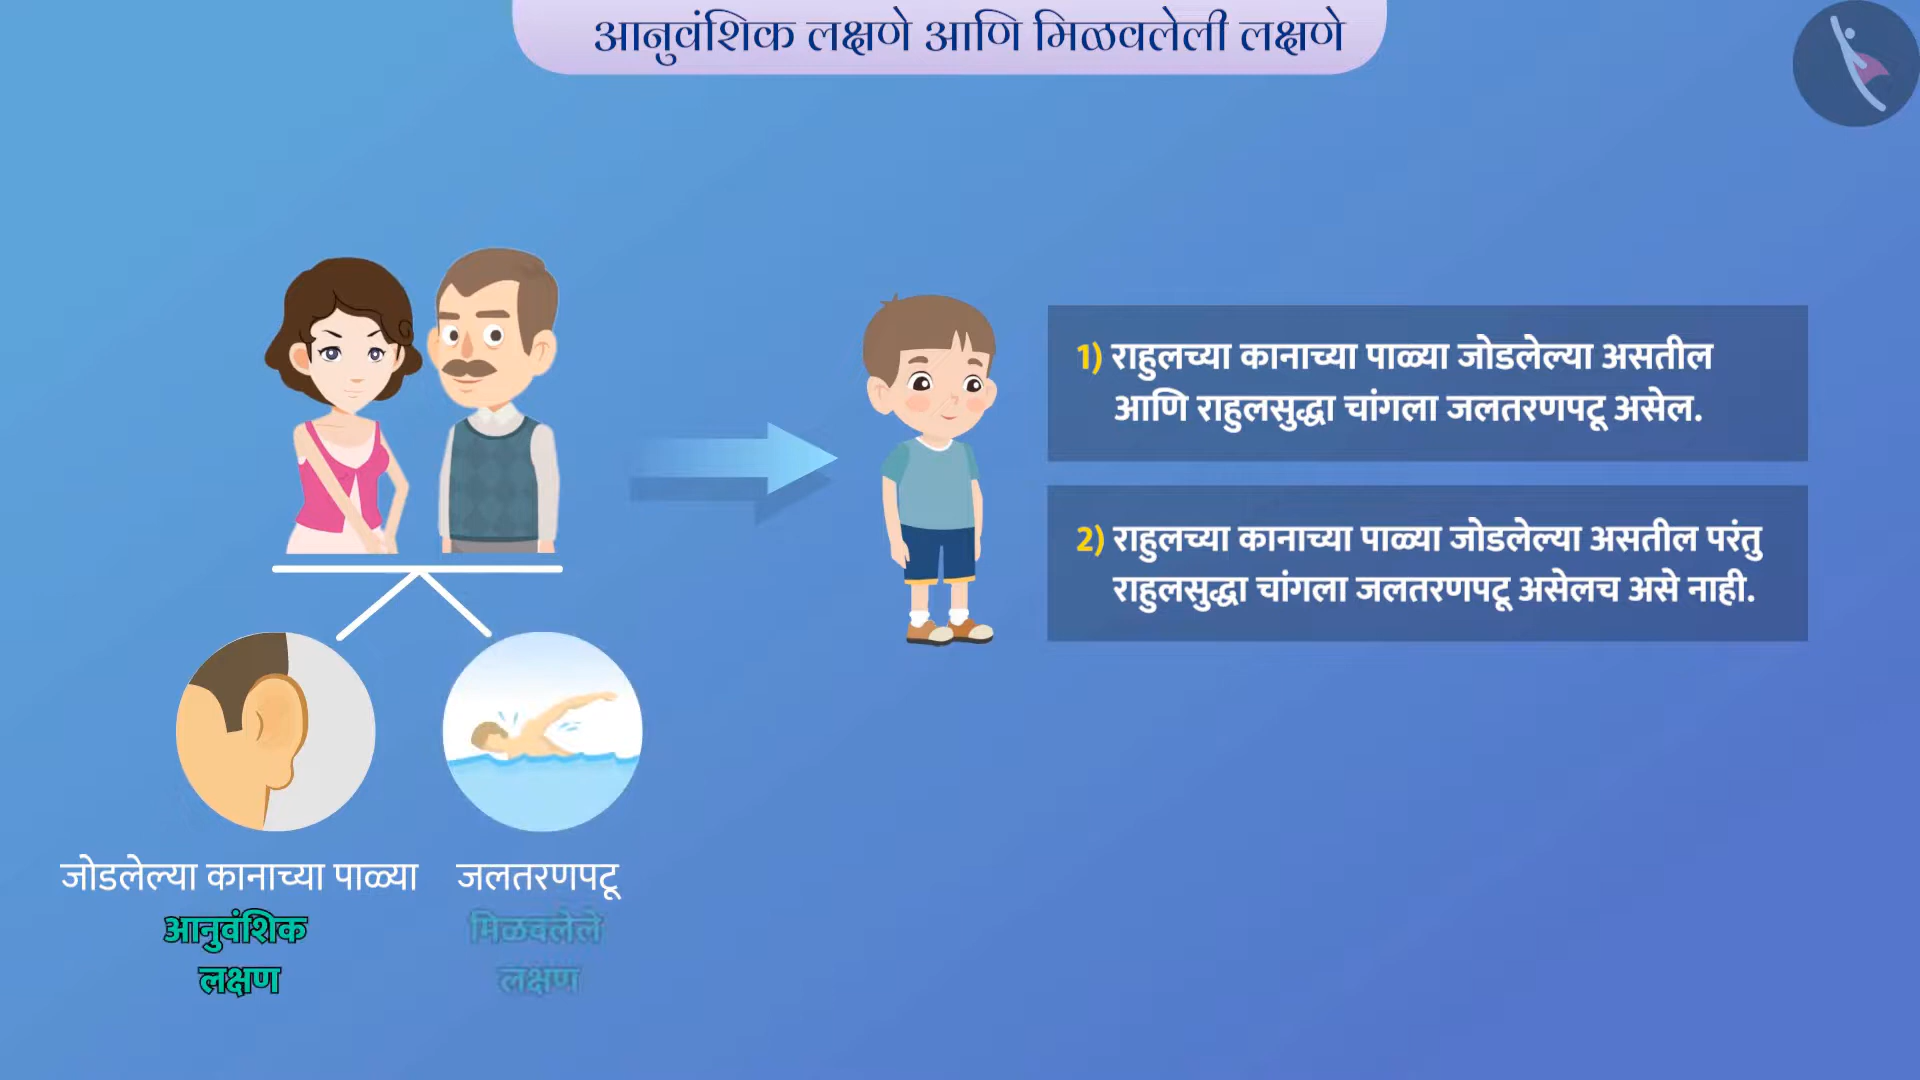 आनुवंशिक लक्षणे आणि मिळवलेली लक्षणे
1) राहुलच्या कानाच्या पाळ्या जोडलेल्या असतील
आणि राहुलसुद्धा चांगला जलतरणपटू असेल.
2) राहुलच्या कानाच्या पाळ्या जोडलेल्या असतील परंतु
राहुलसुद्धा चांगला जलतरणपटू असेलच असे नाही.
जोडलेल्या कानाच्या पाळ्या
आनुवंशिक
लक्षण
जलतरणपटू
मिळवलेले
लक्षण